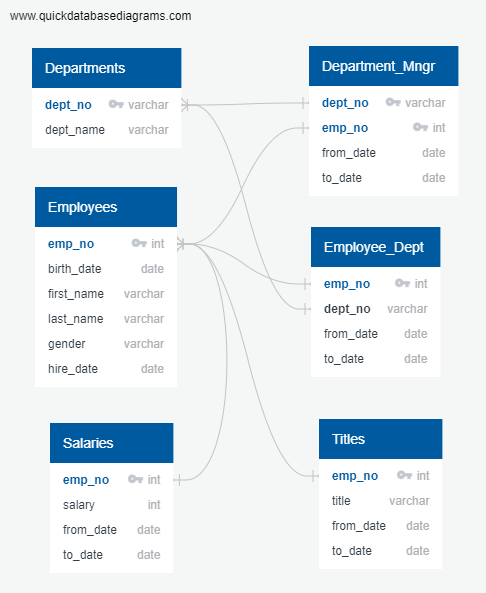 www.quickdatabasediagrams.com
Departments
dept_no varchar
dept_name varchar
Department_Mngr
dept_no varchar
emp_no int
from_date date
to_date date
Employees
emp_no int
birth_date date
first_name varchar
last_name varchar
gender varchar
hire_date date
Employee_Dept
emp_no int
dept_no varchar
from_date date
to_date date
Salaries
emp_no int
salary int
from_date date
to_date date
Titles
emp_no int
title varchar
from_date date
to_date date